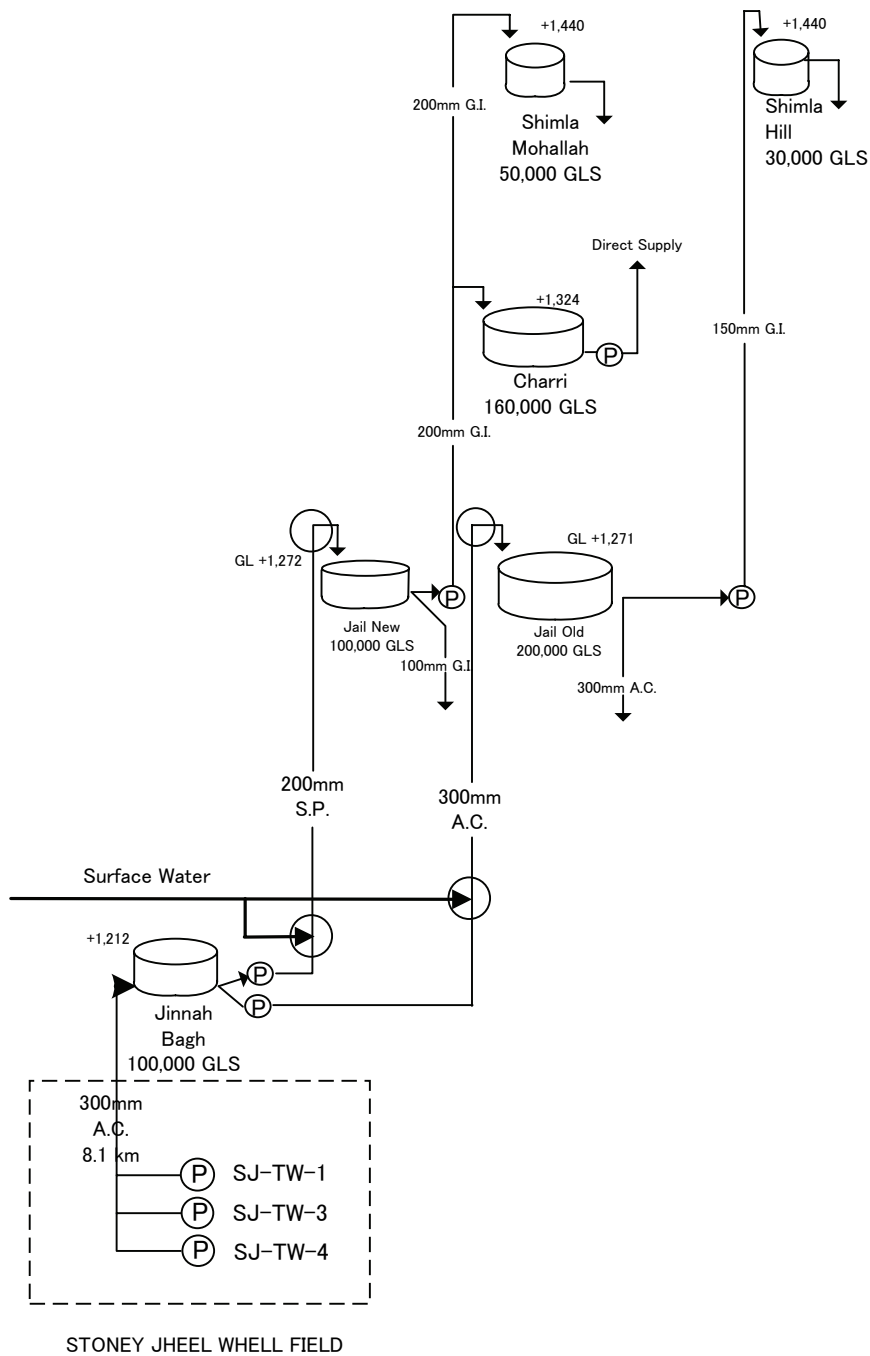 +1,440
+1,440
200mm G.I.
Shimla
Mohallah
50,000 GLS
Shimla
Hill
30,000 GLS
Direct Supply
+1,324
150mm G.I.
Charri
160,000 GLS
200mm G.I.
GL +1,272
GL +1,271
P
P
P
Jail New
100,000 GLS
100mm G.I.
Jail Old
200,000 GLS
300mm A.C.
200mm
S.P.
300mm
A.C.
Surface Water
+1,212
P
P
Jinnah
Bagh
100,000 GLS
300mm
A.C.
8.1 km
P SJ-TW-1
P SJ-TW-3
P SJ-TW-4
STONEY JHEEL WHELL FIELD